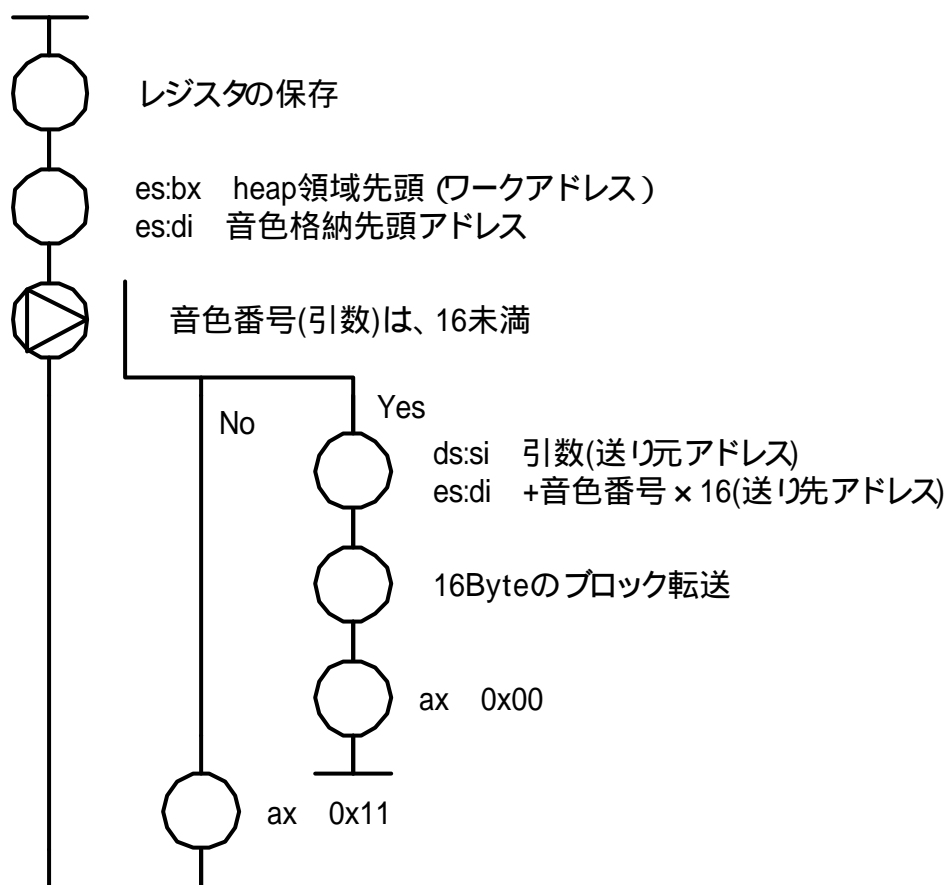 レジスタの保存
es:bx heap領域先頭(ワークアドレス)
es:di 音色格納先頭アドレス
音色番号(引数)は、16未満
No
Yes
ds:si 引数(送り元アドレス)
es:di +音色番号×16(送り先アドレス)
16Byteのブロック転送
ax 0x00
ax 0x11